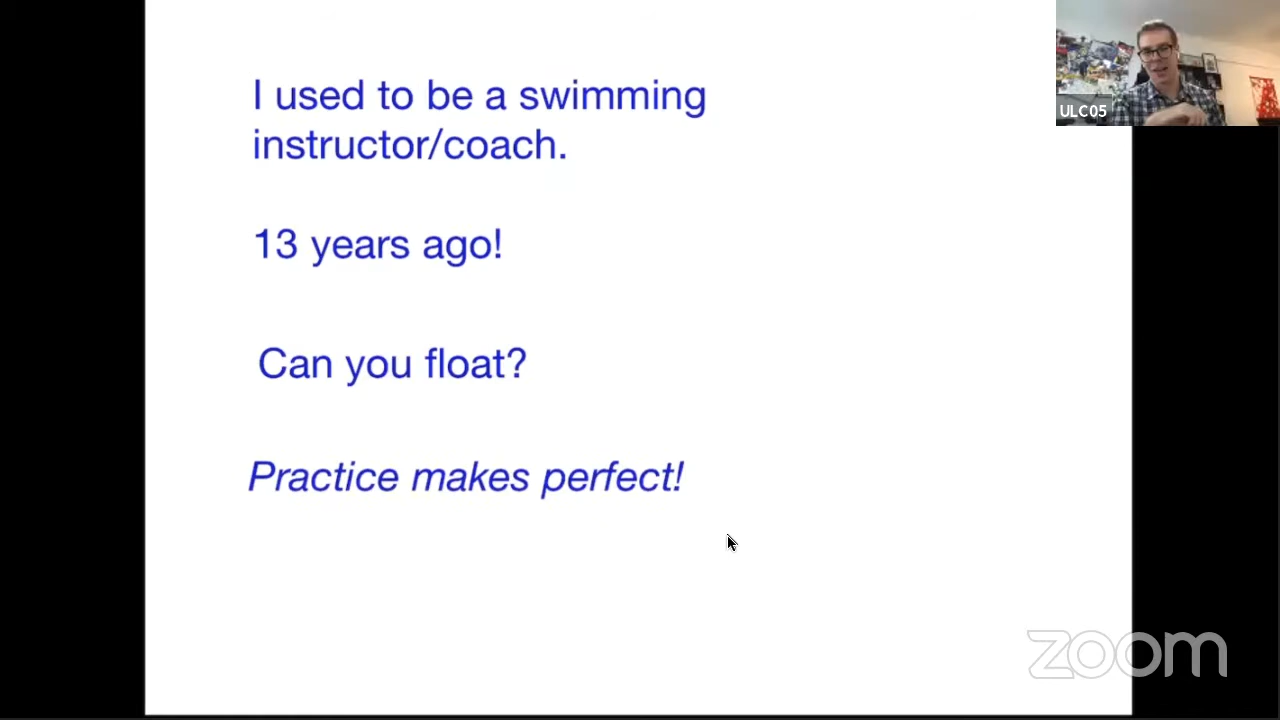 I used to be a swimming
instructor/coach.
13 years ago!
Can you float?
Practice makes perfect!
ULC05
zoom